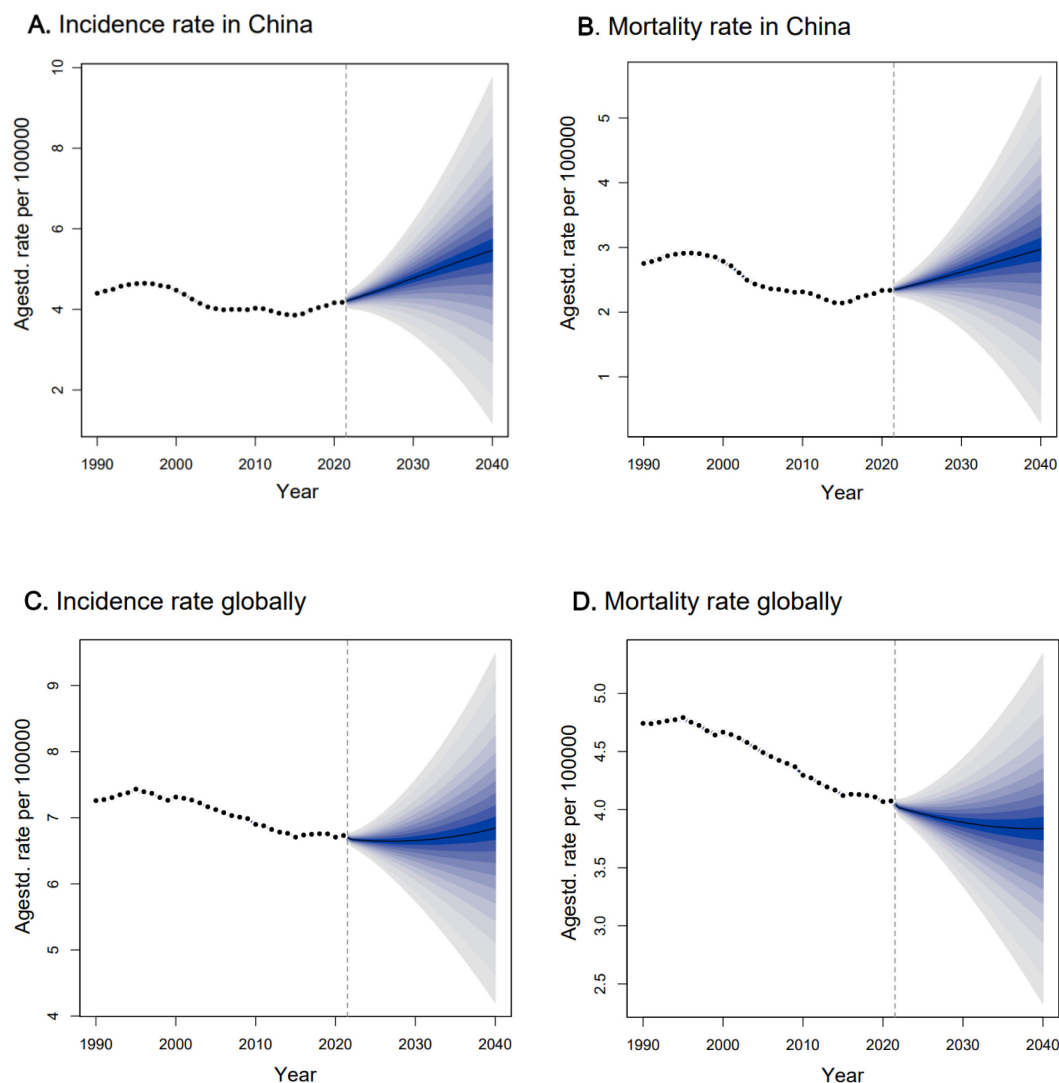 A. Incidence rate in China
B. Mortality rate in China
Agestd. rate per 100000
10
8
6
4
2
1990 2000 2010 2020 2030 2040
Year
Agestd. rate per 100000
5
4
3
2
1
1990 2000 2010 2020 2030 2040
Year
C. Incidence rate globally
D. Mortality rate globally
Agestd. rate per 100000
9
8
7
6
5
4
1990 2000 2010 2020 2030 2040
Year
Agestd. rate per 100000
5.0
4.5
4.0
3.5
3.0
2.5
1990 2000 2010 2020 2030 2040
Year